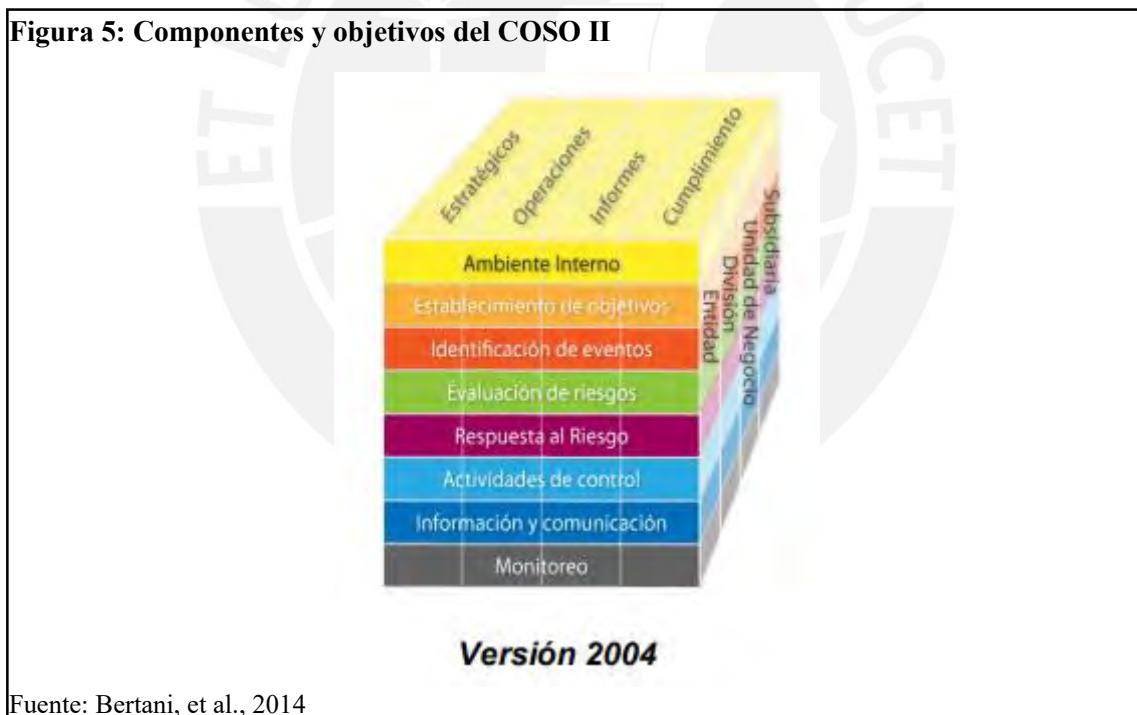 Figura 5: Componentes y objetivos del COSO II
ET
LUCET
Estratégicos
Operaciones
Informes
Cumplimiento
Ambiente Interno
Establecimiento de objetivos
Identificación de eventos
Evaluación de riesgos
Respuesta al Riesgo
Actividades de control
Información y comunicación
Monitoreo
Entidad
División
Unidad de Negocio
Subsidiaria
Versión 2004
Fuente: Bertani, et al., 2014